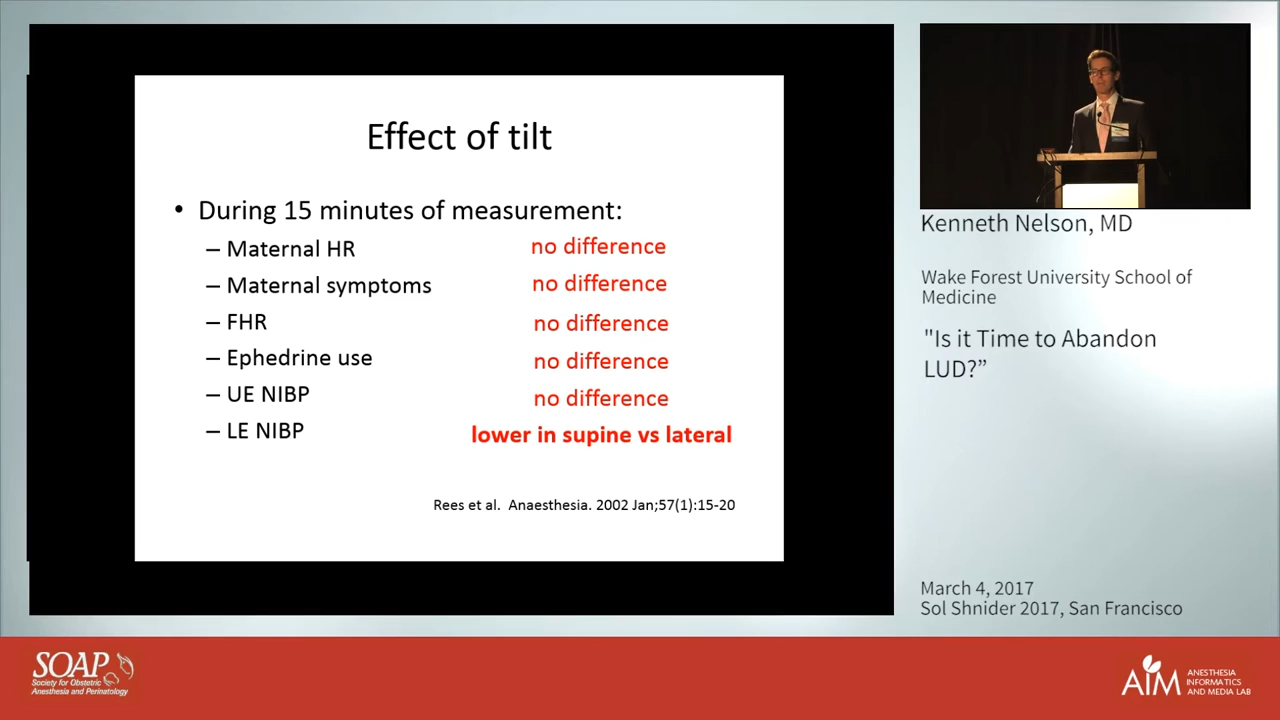 Effect of tilt
• During 15 minutes of measurement:
– Maternal HR no difference
– Maternal symptoms no difference
– FHR no difference
– Ephedrine use no difference
– UE NIBP no difference
– LE NIBP lower in supine vs lateral
Rees et al. Anaesthesia. 2002 Jan;57(1):15-20
Kenneth Nelson, MD
Wake Forest University School of
Medicine
"Is it Time to Abandon
LUD?”
March 4, 2017
Sol Shnider 2017, San Francisco
SOAP
Society for Obstetric
Anesthesia and Perinatology
AIM
ANESTHESIA
INFORMATICS
AND MEDIA LAB